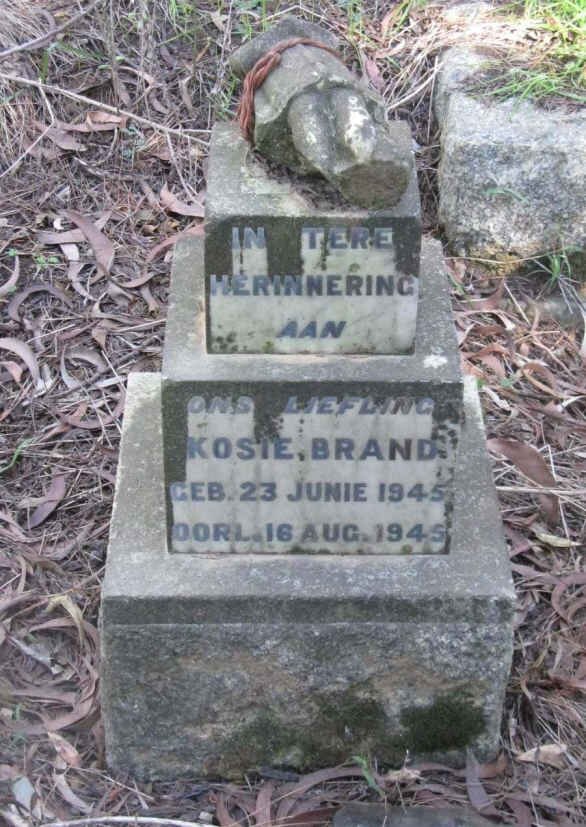 IN TERE
HERINNERING
AAN
ONS LIEFLING
KOSIE BRAND
GEB. 23 JUNIE 1945
OORL. 16 AUG. 1945